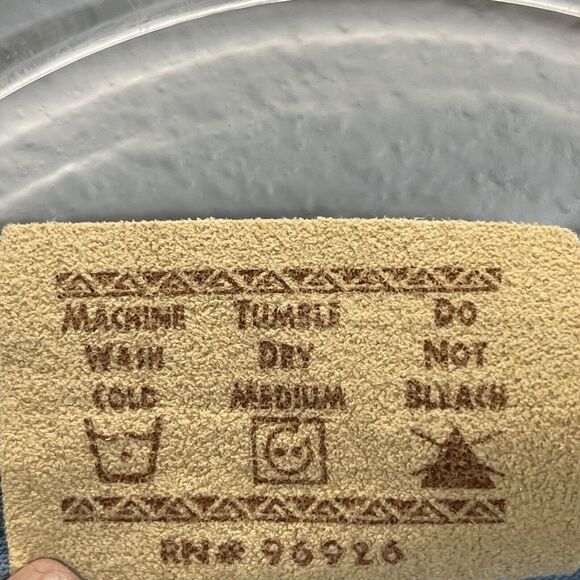 MACHINE TUMBLE DO
WASH DRY NOT
COLD MEDIUM BLEACH
RN# 96926